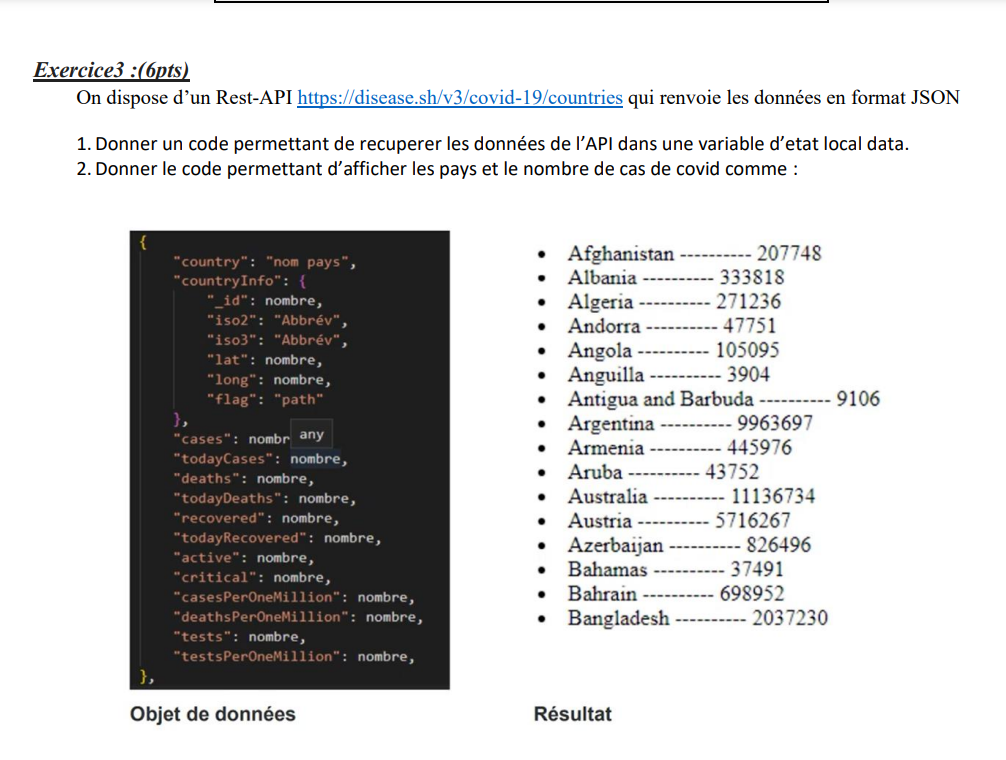 Exercice3 :(6pts)
On dispose d’un Rest-API https://disease.sh/v3/covid-19/countries qui renvoie les données en format JSON
1. Donner un code permettant de recuperer les données de l’API dans une variable d’etat local data.
2. Donner le code permettant d’afficher les pays et le nombre de cas de covid comme :
{
"country": "nom pays",
"countryInfo": {
"_id": nombre,
"iso2": "Abbrév",
"iso3": "Abbrév",
"lat": nombre,
"long": nombre,
"flag": "path"
},
"cases": nombr any
"todayCases": nombre,
"deaths": nombre,
"todayDeaths": nombre,
"recovered": nombre,
"todayRecovered": nombre,
"active": nombre,
"critical": nombre,
"casesPerOneMillion": nombre,
"deathsPerOneMillion": nombre,
"tests": nombre,
"testsPerOneMillion": nombre,
},
Objet de données
• Afghanistan ---------- 207748
• Albania ---------- 333818
• Algeria ---------- 271236
• Andorra ---------- 47751
• Angola ---------- 105095
• Anguilla ---------- 3904
• Antigua and Barbuda ---------- 9106
• Argentina ---------- 9963697
• Armenia ---------- 445976
• Aruba ---------- 43752
• Australia ---------- 11136734
• Austria ---------- 5716267
• Azerbaijan ---------- 826496
• Bahamas ---------- 37491
• Bahrain ---------- 698952
• Bangladesh ---------- 2037230
Résultat